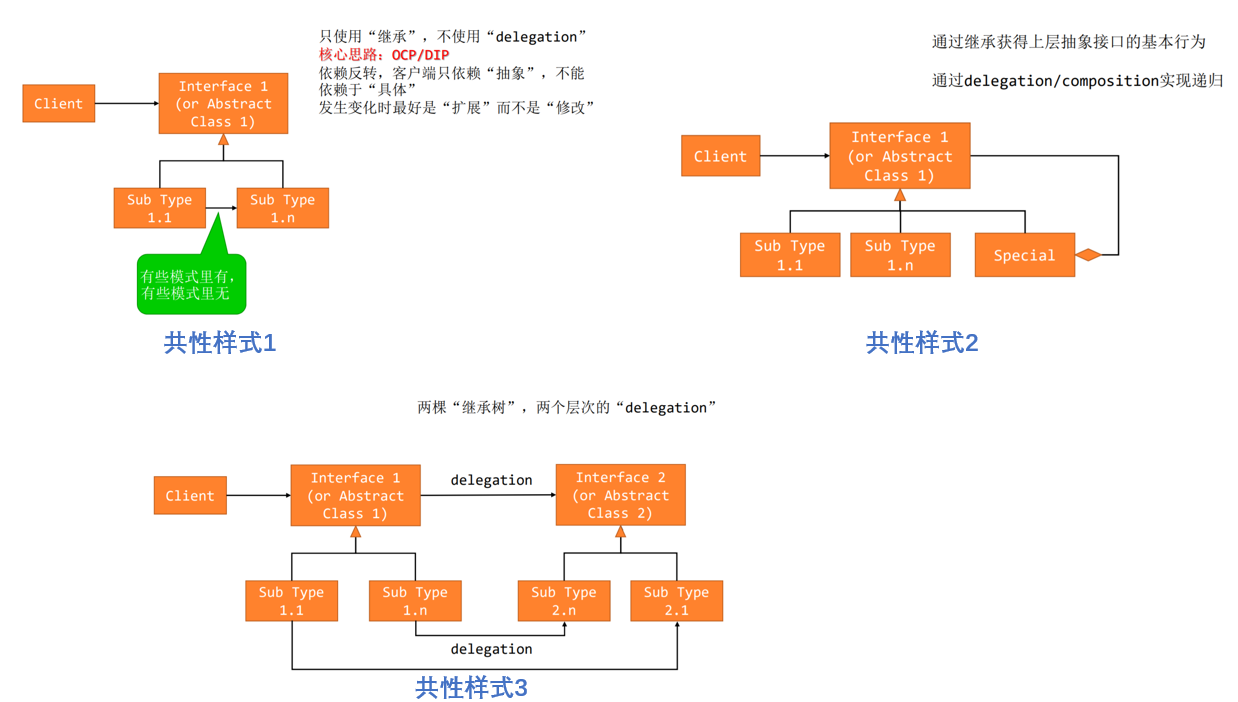 只使用“继承”，不使用“delegation”
核心思路：OCP/DIP
依赖反转，客户端只依赖“抽象”，不能
依赖于“具体”
发生变化时最好是“扩展”而不是“修改”
Client
Interface 1
(or Abstract
Class 1)
Sub Type
1.1
Sub Type
1.n
有些模式里有，
有些模式里无
共性样式1
通过继承获得上层抽象接口的基本行为
通过delegation/composition实现递归
Client
Interface 1
(or Abstract
Class 1)
Sub Type
1.1
Sub Type
1.n
Special
共性样式2
两棵“继承树”，两个层次的“delegation”
Client
Interface 1
(or Abstract
Class 1)
delegation
Interface 2
(or Abstract
Class 2)
Sub Type
1.1
Sub Type
1.n
Sub Type
2.n
Sub Type
2.1
delegation
共性样式3